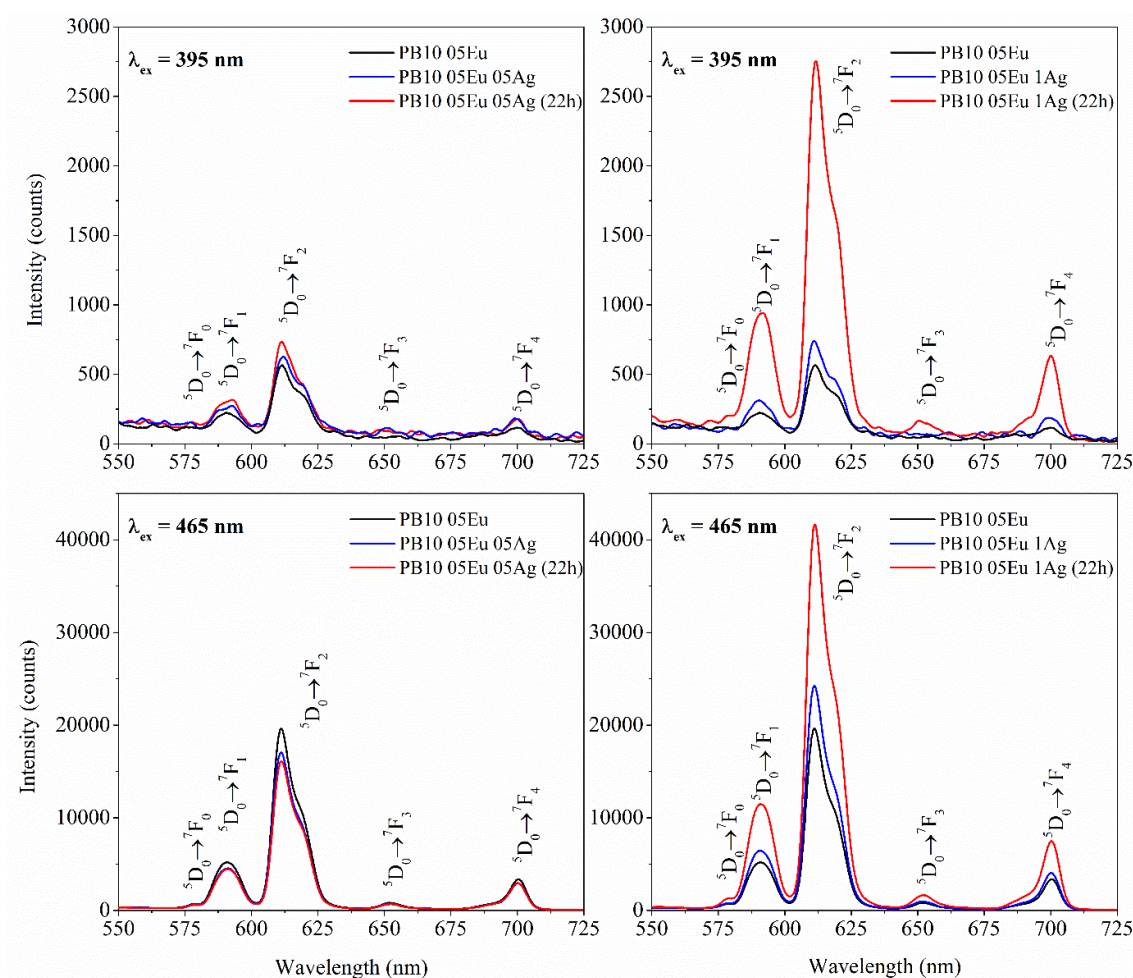 λex = 395 nm
PB10 05Eu
PB10 05Eu 05Ag
PB10 05Eu 05Ag (22h)
⁵D₀→⁷F₀
⁵D₀→⁷F₁
⁵D₀→⁷F₂
⁵D₀→⁷F₃
⁵D₀→⁷F₄
3000
2500
2000
1500
1000
500
0
Intensity (counts)
550 575 600 625 650 675 700 725
λex = 395 nm
PB10 05Eu
PB10 05Eu 1Ag
PB10 05Eu 1Ag (22h)
⁵D₀→⁷F₀
⁵D₀→⁷F₁
⁵D₀→⁷F₂
⁵D₀→⁷F₃
⁵D₀→⁷F₄
3000
2500
2000
1500
1000
500
0
550 575 600 625 650 675 700 725
λex = 465 nm
PB10 05Eu
PB10 05Eu 05Ag
PB10 05Eu 05Ag (22h)
⁵D₀→⁷F₀
⁵D₀→⁷F₁
⁵D₀→⁷F₂
⁵D₀→⁷F₃
⁵D₀→⁷F₄
40000
30000
20000
10000
0
Intensity (counts)
550 575 600 625 650 675 700 725
Wavelength (nm)
λex = 465 nm
PB10 05Eu
PB10 05Eu 1Ag
PB10 05Eu 1Ag (22h)
⁵D₀→⁷F₀
⁵D₀→⁷F₁
⁵D₀→⁷F₂
⁵D₀→⁷F₃
⁵D₀→⁷F₄
40000
30000
20000
10000
0
550 575 600 625 650 675 700 725
Wavelength (nm)